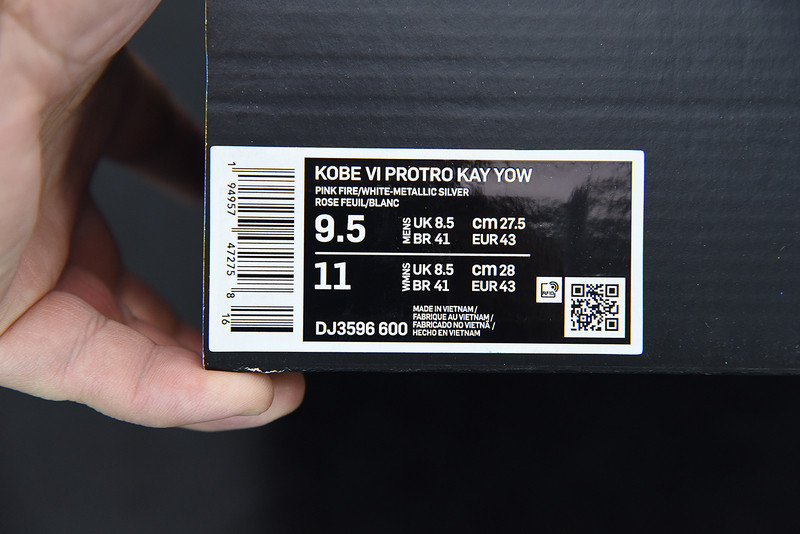 KOBE VI PROTRO KAY YOW
PINK FIRE/WHITE-METALLIC SILVER
ROSE FEUIL/BLANC
9.5 MENS UK 8.5 cm 27.5
BR 41 EUR 43
11 WMNS UK 8.5 cm 28
BR 41 EUR 43
DJ3596 600
MADE IN VIETNAM /
FABRIQUE AU VIETNAM /
FABRICADO NO VIETNÃ /
HECHO EN VIETNAM
RFID
1 94957 47275 8 16